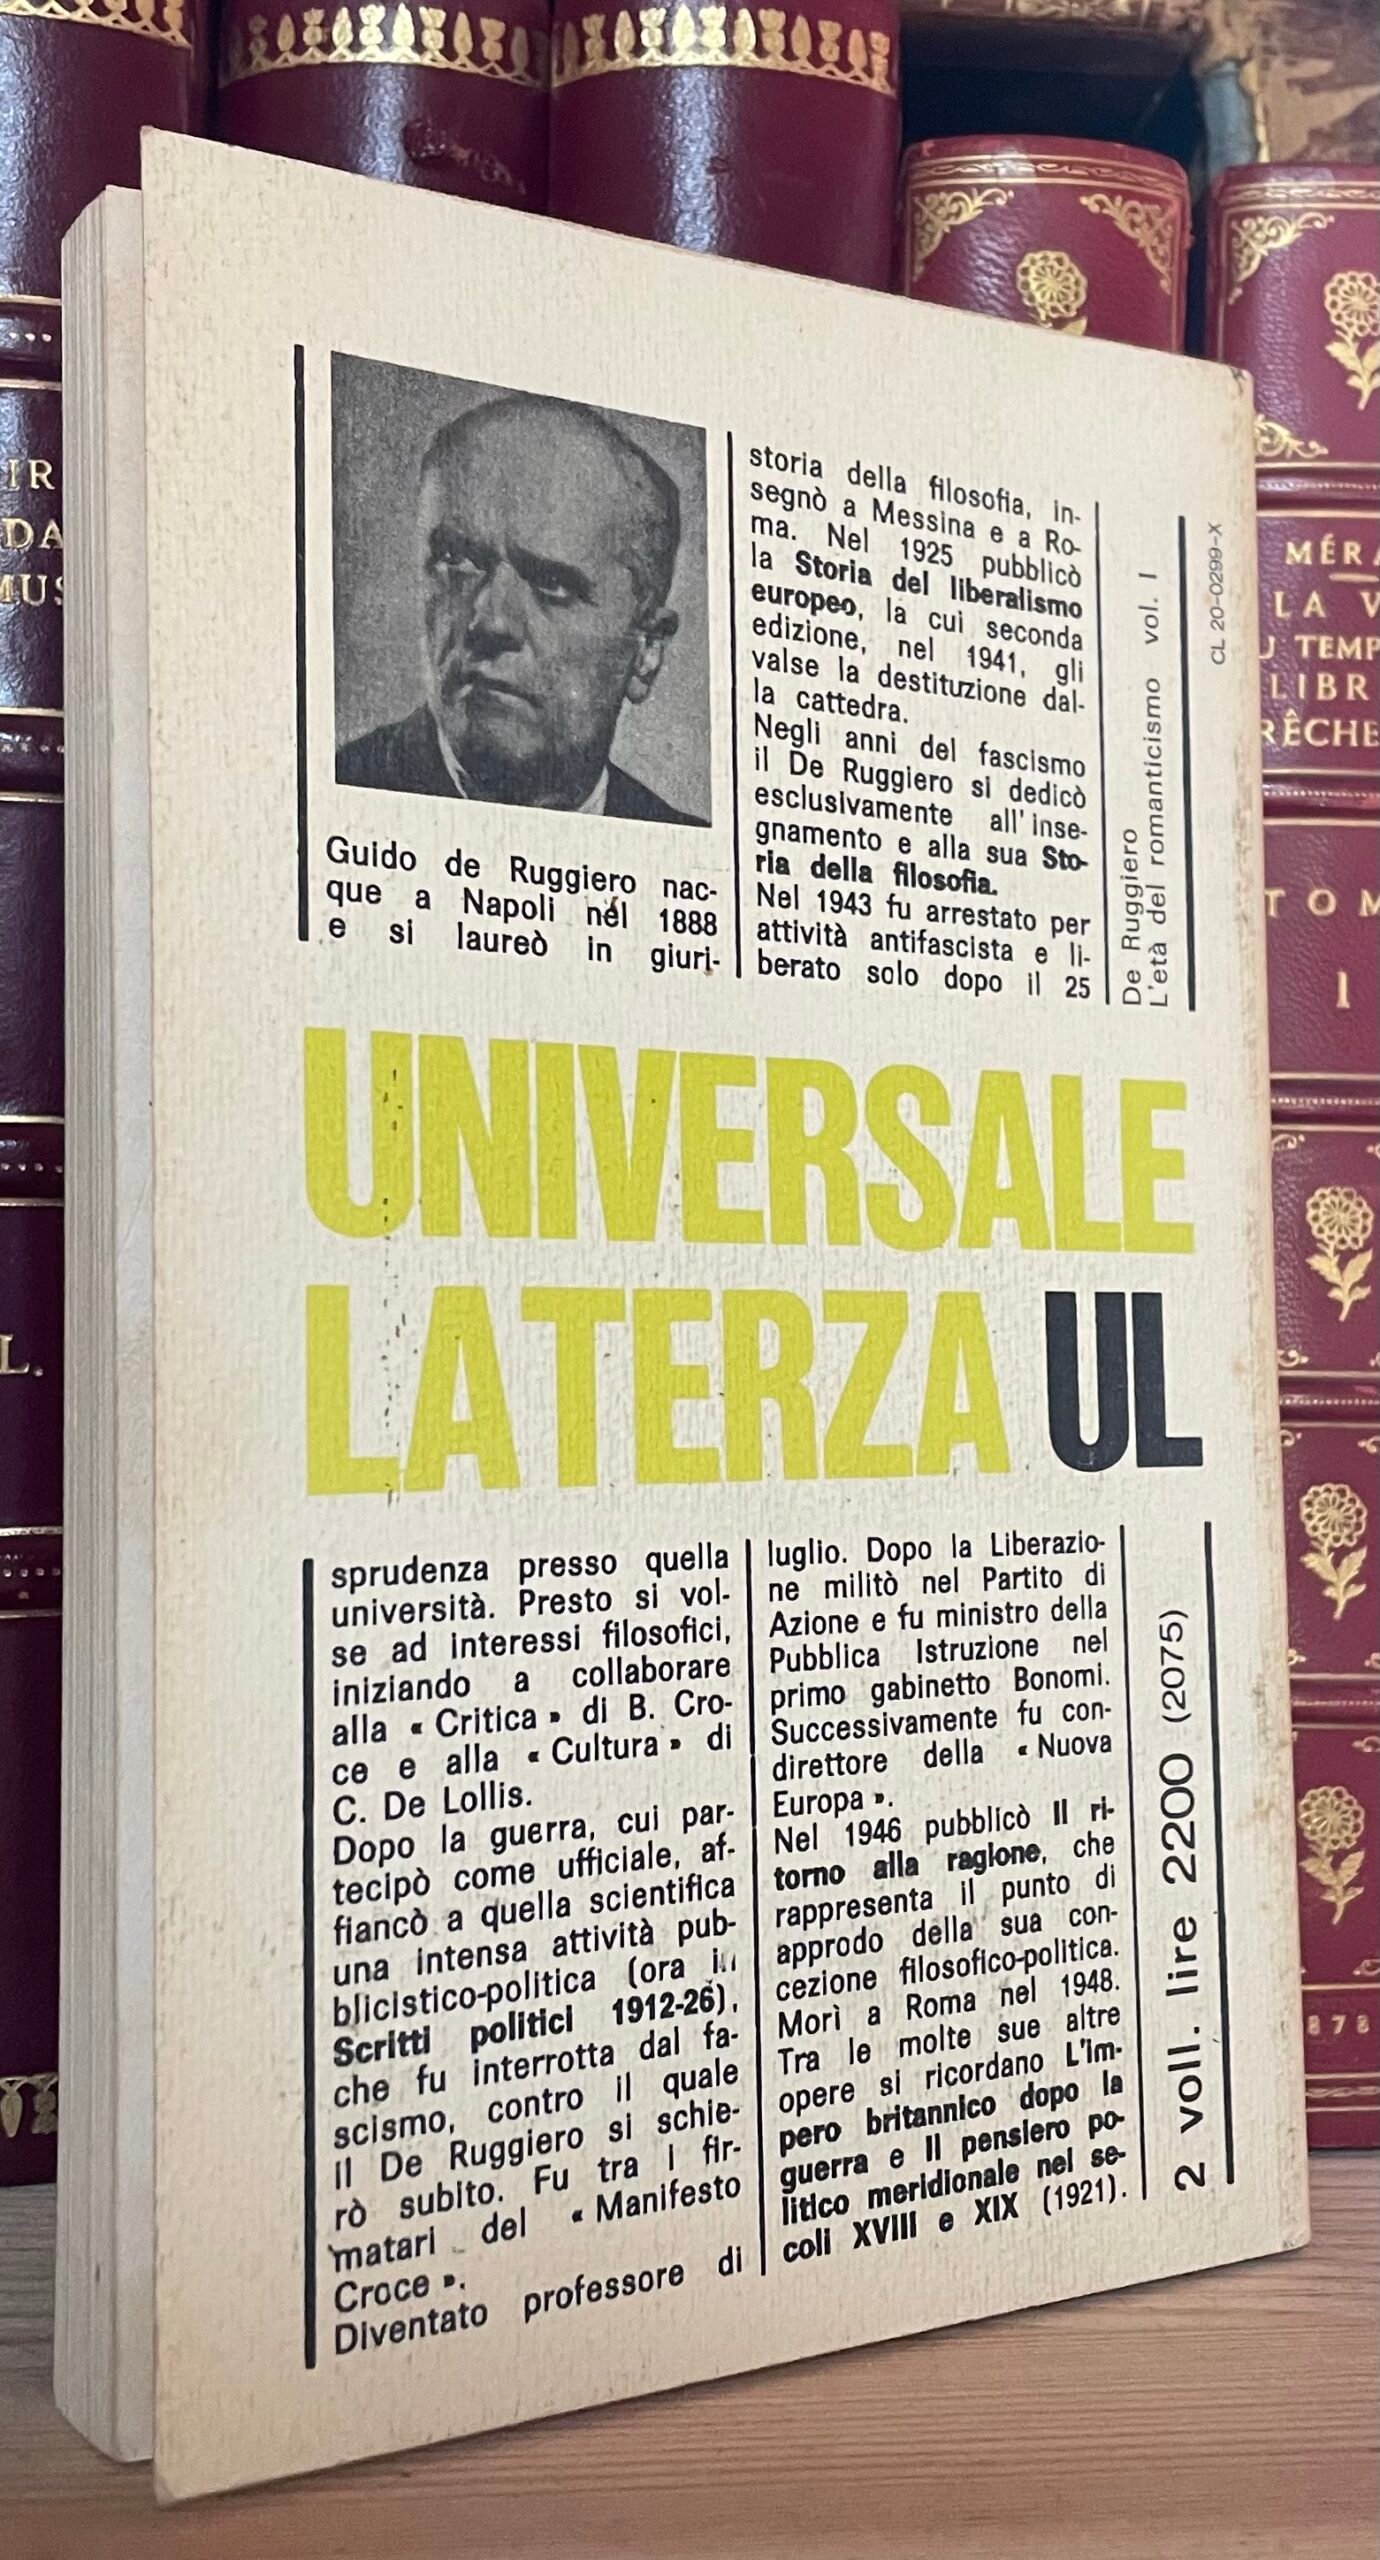 Guido de Ruggiero nac-
que a Napoli nel 1888
e si laureò in giuri-
sprudenza presso quella
università. Presto si vol-
se ad interessi filosofici,
iniziando a collaborare
alla « Critica » di B. Cro-
ce e alla « Cultura » di
C. De Lollis.
Dopo la guerra, cui par-
tecipò come ufficiale, af-
fiancò a quella scientifica
una intensa attività pub-
blicistico-politica (ora in
Scritti politici 1912-26),
che fu interrotta dal fa-
scismo, contro il quale
il De Ruggiero si schie-
rò subito. Fu tra i fir-
matari del « Manifesto
Croce ».
Diventato professore di
storia della filosofia, in-
segnò a Messina e a Ro-
ma. Nel 1925 pubblicò
la Storia del liberalismo
europeo, la cui seconda
edizione, nel 1941, gli
valse la destituzione dal-
la cattedra.
Negli anni del fascismo
il De Ruggiero si dedicò
esclusivamente all'inse-
gnamento e alla sua Sto-
ria della filosofia.
Nel 1943 fu arrestato per
attività antifascista e li-
berato solo dopo il 25
luglio. Dopo la Liberazio-
ne militò nel Partito di
Azione e fu ministro della
Pubblica Istruzione nel
primo gabinetto Bonomi.
Successivamente fu con-
direttore della « Nuova
Europa ».
Nel 1946 pubblicò Il ri-
torno alla ragione, che
rappresenta il punto di
approdo della sua con-
cezione filosofico-politica.
Morì a Roma nel 1948.
Tra le molte sue altre
opere si ricordano L'im-
pero britannico dopo la
guerra e Il pensiero po-
litico meridionale nei se-
coli XVIII e XIX (1921).
UNIVERSALE
LATERZA UL
De Ruggiero
L'età del romanticismo vol. I
CL 20-0299-X
2 voll. lire 2200 (2075)
IR
DA
MUS
L.
MÉRA
LA V
U TEMP
LIBR
RÊCHE
TOM
I
1878